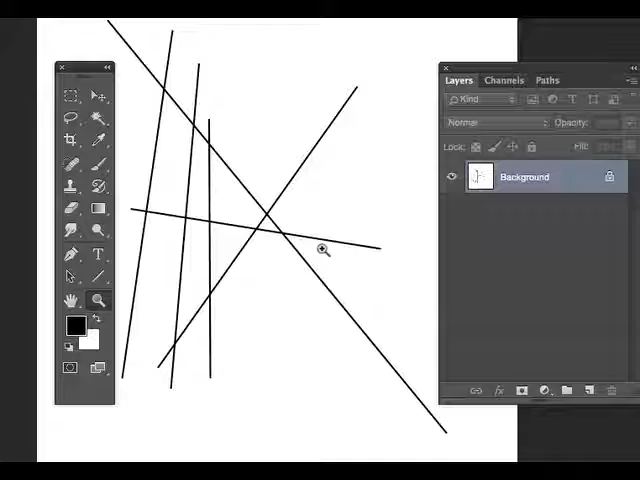 Layers Channels Paths
Kind
Normal Opacity:
Lock: Fill:
Background